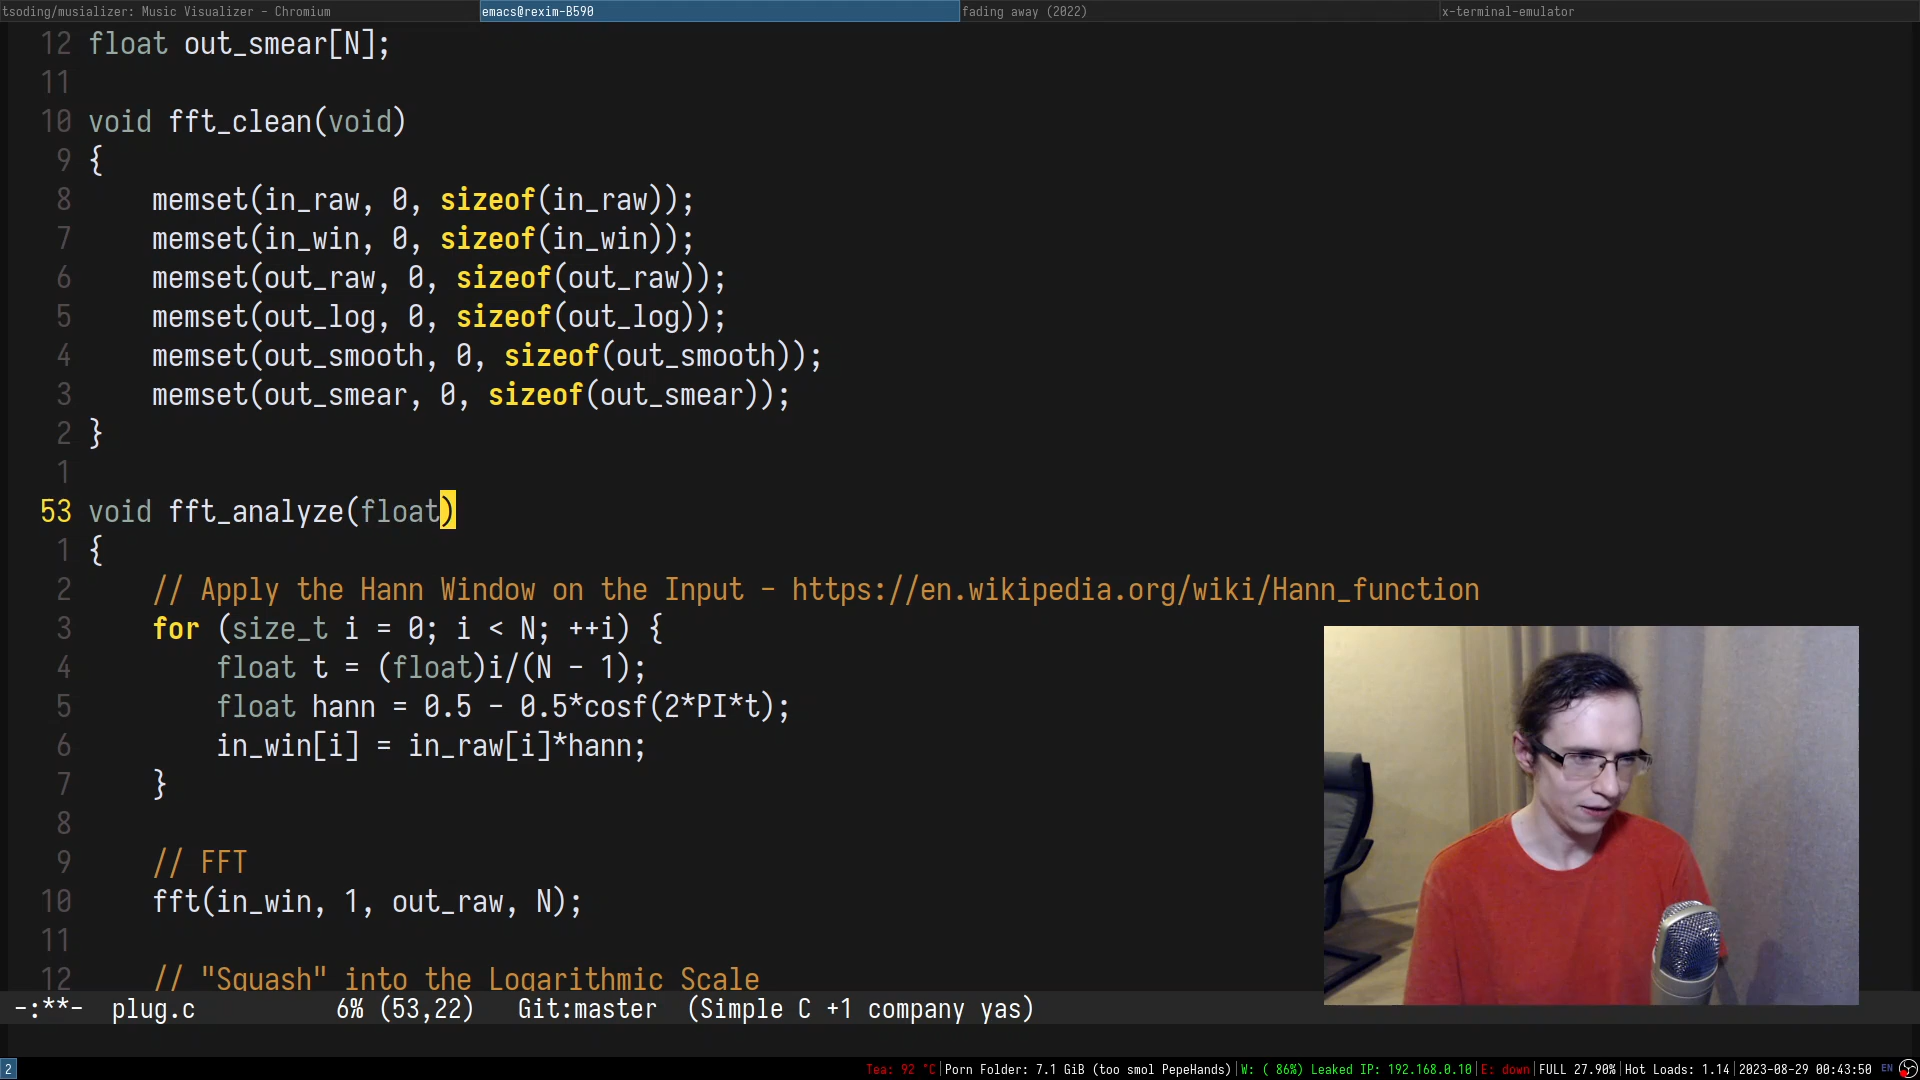 tsoding/musializer: Music Visualizer - Chromium
emacs@rexim-B590
fading away (2022)
x-terminal-emulator
12 float out_smear[N];
11
10 void fft_clean(void)
9 {
8 memset(in_raw, 0, sizeof(in_raw));
7 memset(in_win, 0, sizeof(in_win));
6 memset(out_raw, 0, sizeof(out_raw));
5 memset(out_log, 0, sizeof(out_log));
4 memset(out_smooth, 0, sizeof(out_smooth));
3 memset(out_smear, 0, sizeof(out_smear));
2 }
1
53 void fft_analyze(float)
1 {
2 // Apply the Hann Window on the Input - https://en.wikipedia.org/wiki/Hann_function
3 for (size_t i = 0; i < N; ++i) {
4 float t = (float)i/(N - 1);
5 float hann = 0.5 - 0.5*cosf(2*PI*t);
6 in_win[i] = in_raw[i]*hann;
7 }
8
9 // FFT
10 fft(in_win, 1, out_raw, N);
11
12 // "Squash" into the Logarithmic Scale
-:**- plug.c 6% (53,22) Git:master (Simple C +1 company yas)
2
Tea: 92 °C|Porn Folder: 7.1 GiB (too smol PepeHands)|W: ( 86%) Leaked IP: 192.168.0.10|E: down|FULL 27.90%|Hot Loads: 1.14|2023-08-29 00:43:50 EN